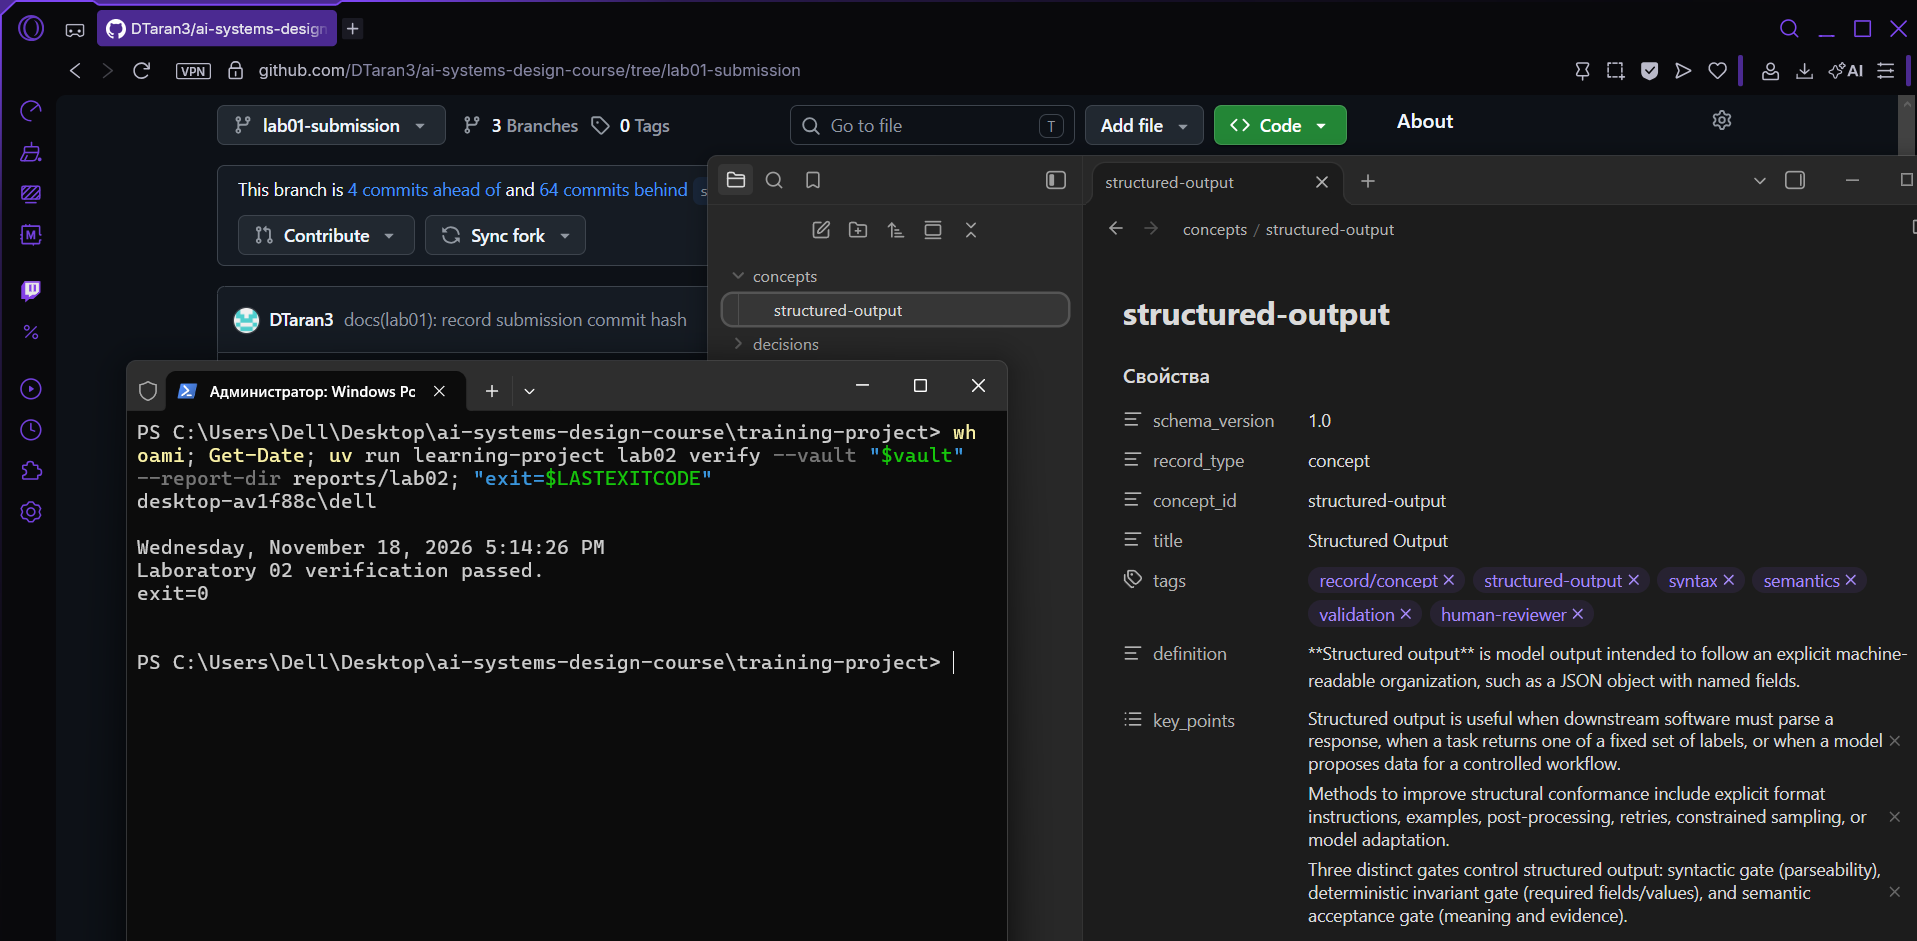 DTaran3/ai-systems-desig
VPN
github.com/DTaran3/ai-systems-design-course/tree/lab01-submission
AI
lab01-submission
3 Branches
0 Tags
Go to file
T
Add file
Code
About
This branch is 4 commits ahead of and 64 commits behind
Contribute
Sync fork
DTaran3 docs(lab01): record submission commit hash
concepts
structured-output
decisions
structured-output
concepts / structured-output
structured-output
Свойства
schema_version 1.0
record_type concept
concept_id structured-output
title Structured Output
tags record/concept structured-output syntax semantics
validation human-reviewer
definition **Structured output** is model output intended to follow an explicit machine-
readable organization, such as a JSON object with named fields.
key_points Structured output is useful when downstream software must parse a
response, when a task returns one of a fixed set of labels, or when a model
proposes data for a controlled workflow.
Methods to improve structural conformance include explicit format
instructions, examples, post-processing, retries, constrained sampling, or
model adaptation.
Three distinct gates control structured output: syntactic gate (parseability),
deterministic invariant gate (required fields/values), and semantic
acceptance gate (meaning and evidence).
Администратор: Windows Pc
PS C:\Users\Dell\Desktop\ai-systems-design-course\training-project> wh
oami; Get-Date; uv run learning-project lab02 verify --vault "$vault"
--report-dir reports/lab02; "exit=$LASTEXITCODE"
desktop-av1f88c\dell
Wednesday, November 18, 2026 5:14:26 PM
Laboratory 02 verification passed.
exit=0
PS C:\Users\Dell\Desktop\ai-systems-design-course\training-project>